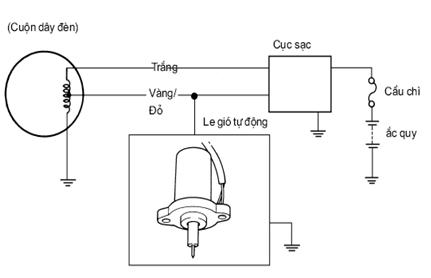 (Cuộn dây đèn)
Cục sạc
Trắng
Vàng/
Đỏ
Cầu chì
Le gió tự động
ắc quy